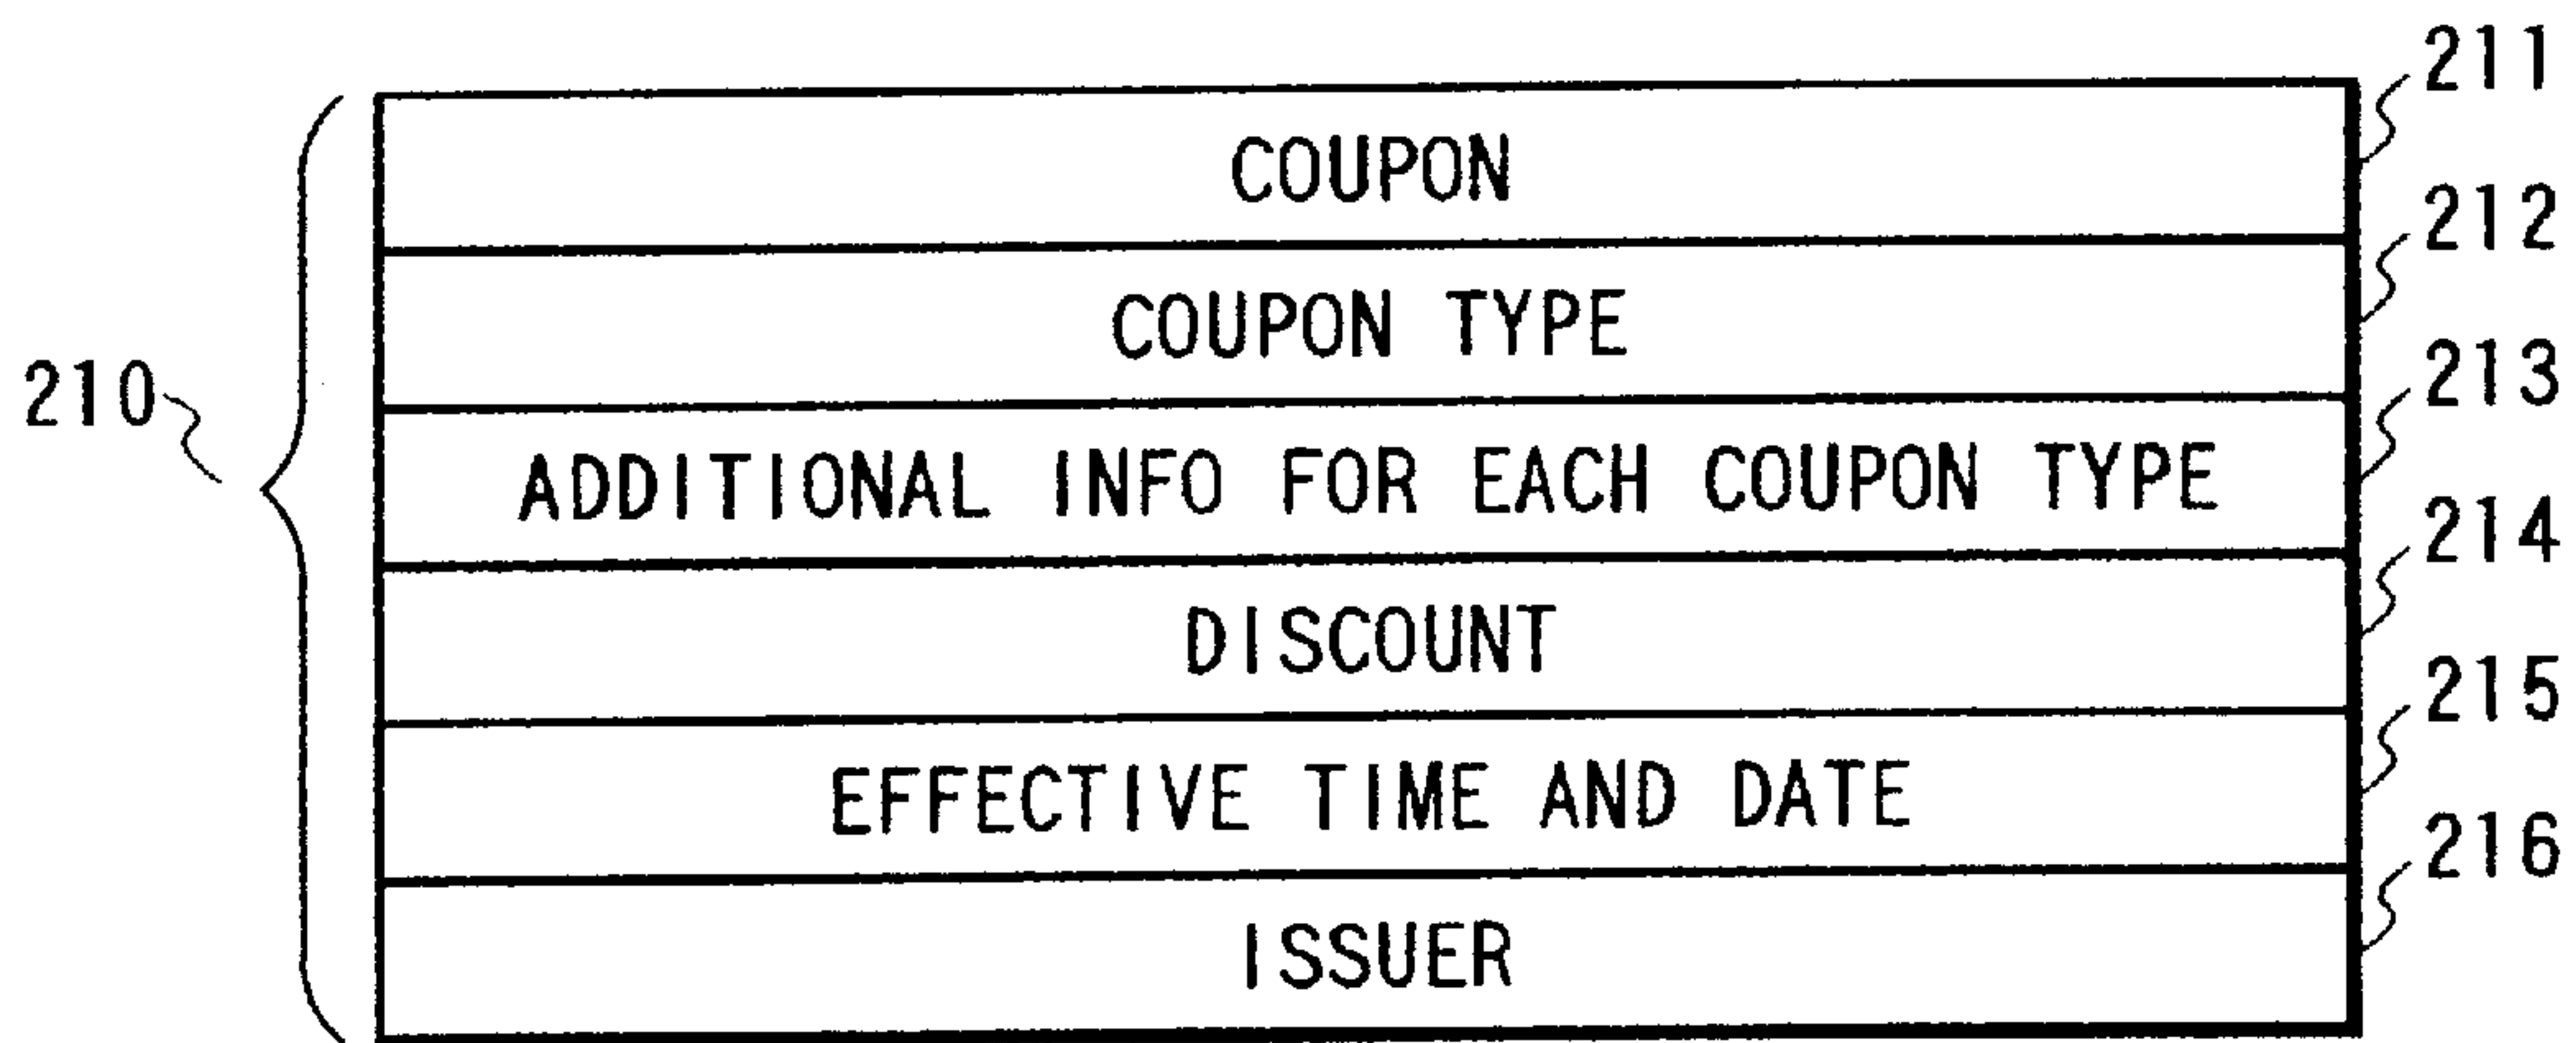 211
COUPON
212
COUPON TYPE
213
210
ADDITIONAL INFO FOR EACH COUPON TYPE
214
DISCOUNT
215
EFFECTIVE TIME AND DATE
216
ISSUER